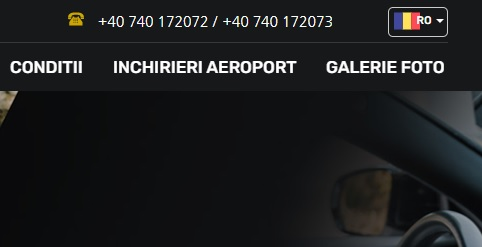 +40 740 172072 / +40 740 172073
RO
CONDITII INCHIRIERI AEROPORT GALERIE FOTO